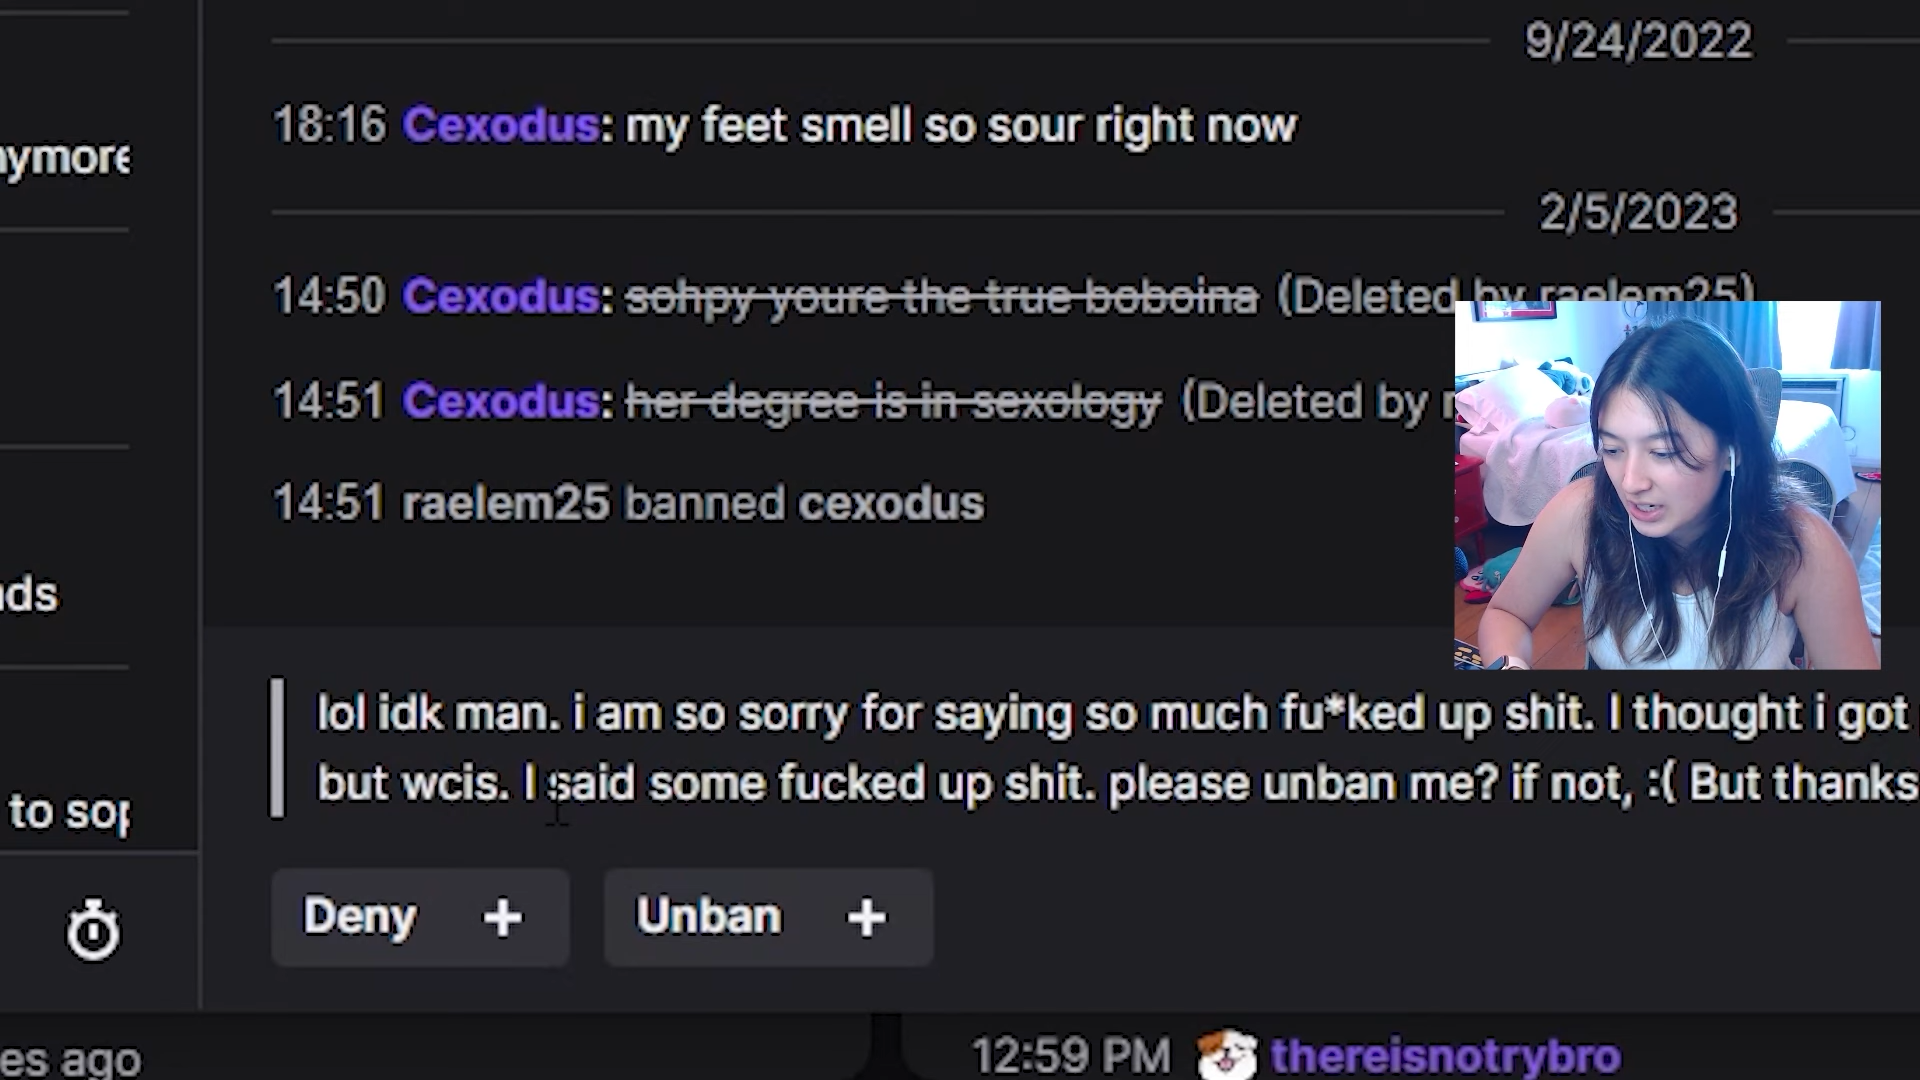 9/24/2022
18:16 Cexodus: my feet smell so sour right now
2/5/2023
14:50 Cexodus: sohpy youre the true boboina (Deleted by raelem25)
14:51 Cexodus: her degree is in sexology (Deleted by
14:51 raelem25 banned cexodus
lol idk man. i am so sorry for saying so much fu*ked up shit. I thought i got
but wcis. I said some fucked up shit. please unban me? if not, :( But thanks
Deny +
Unban +
to
ago
12:59 PM thereisnotrybro